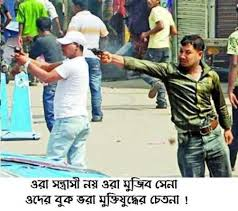 ওরা সন্ত্রাসী নয় ওরা মুজিব সেনা
ওদের বুক ভরা মুক্তিযুদ্ধের চেতনা !